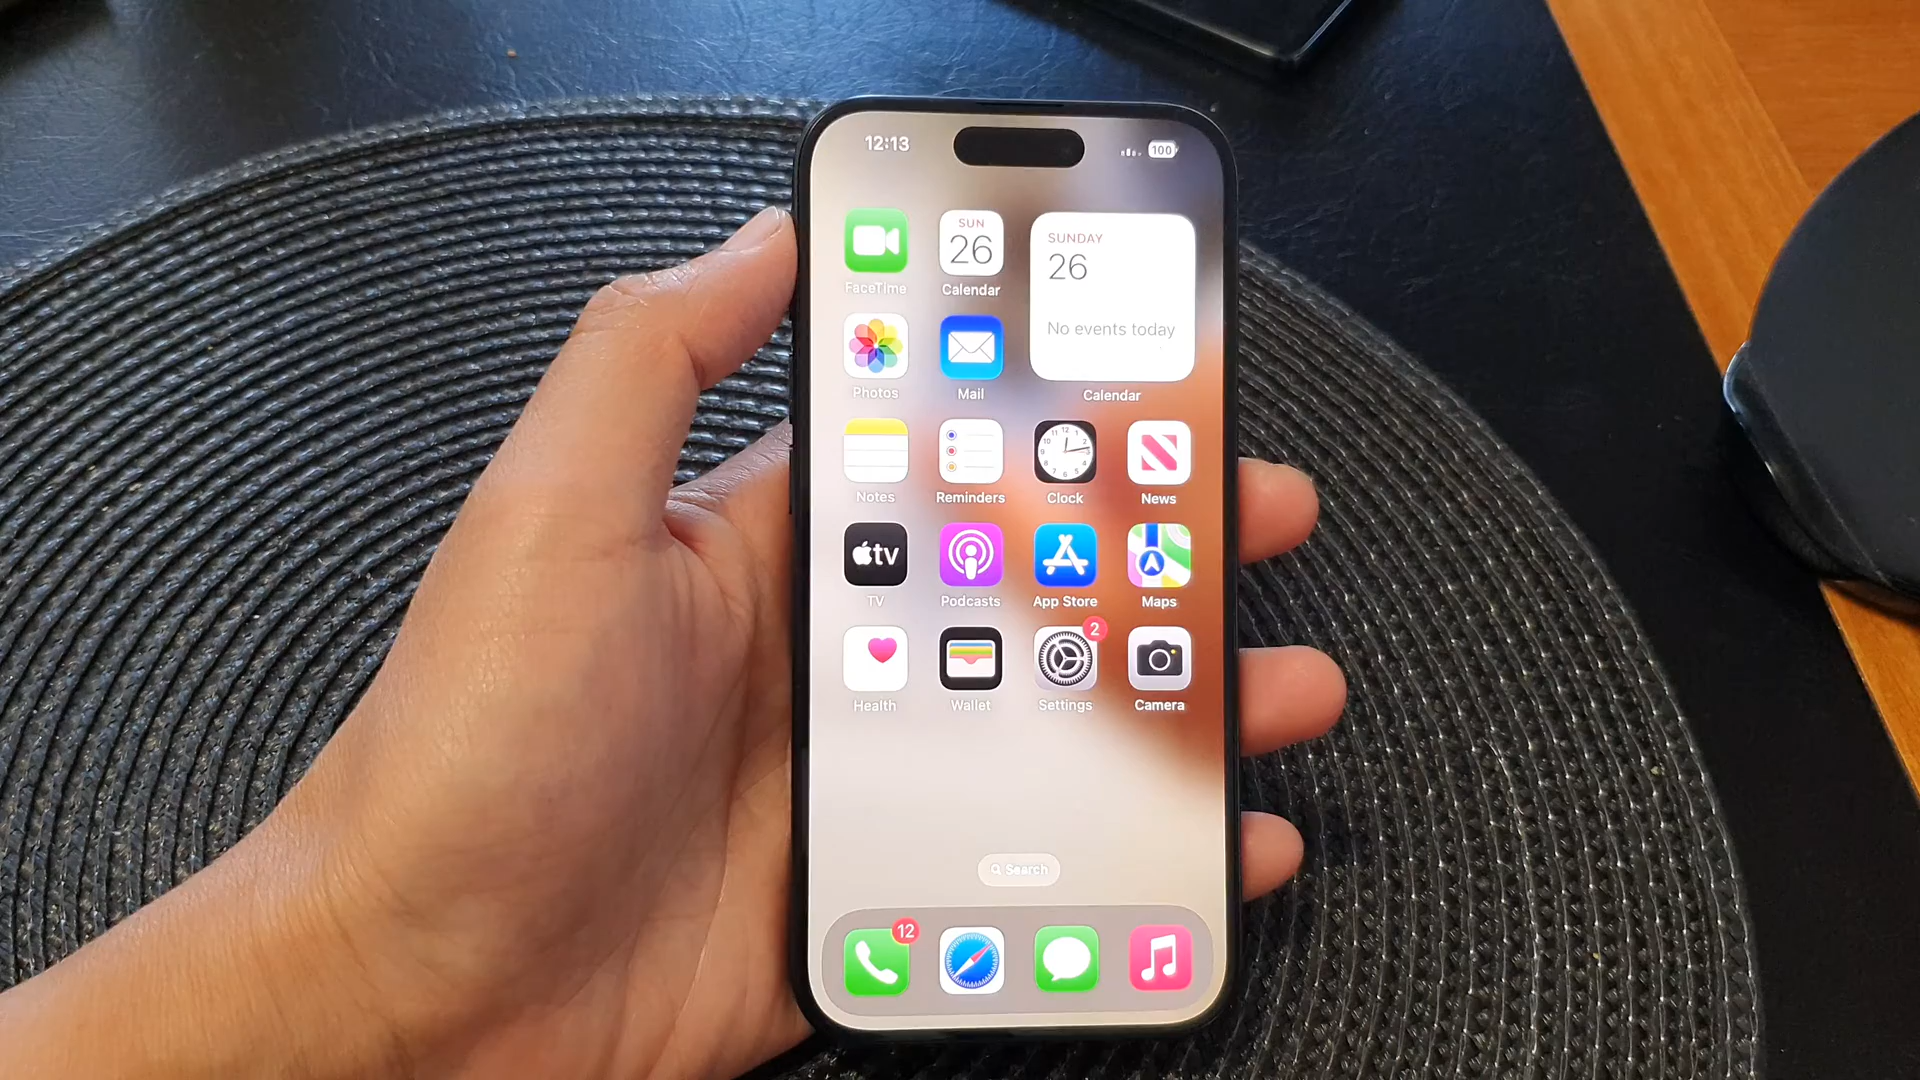 12:13
100
SUN
26
FaceTime
Calendar
SUNDAY
26
No events today
Calendar
Photos
Mail
Notes
Reminders
Clock
News
tv
TV
Podcasts
App Store
Maps
2
Health
Wallet
Settings
Camera
Search
12